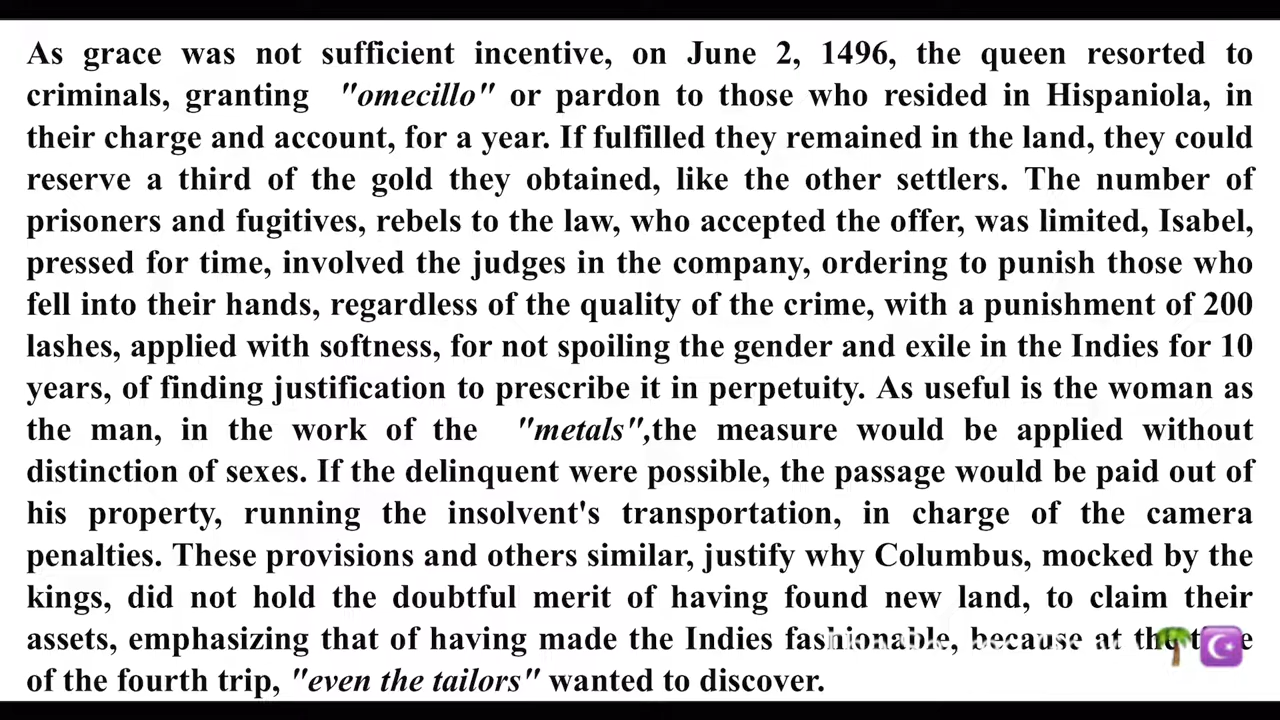 As grace was not sufficient incentive, on June 2, 1496, the queen resorted to
criminals, granting "omecillo" or pardon to those who resided in Hispaniola, in
their charge and account, for a year. If fulfilled they remained in the land, they could
reserve a third of the gold they obtained, like the other settlers. The number of
prisoners and fugitives, rebels to the law, who accepted the offer, was limited, Isabel,
pressed for time, involved the judges in the company, ordering to punish those who
fell into their hands, regardless of the quality of the crime, with a punishment of 200
lashes, applied with softness, for not spoiling the gender and exile in the Indies for 10
years, of finding justification to prescribe it in perpetuity. As useful is the woman as
the man, in the work of the "metals",the measure would be applied without
distinction of sexes. If the delinquent were possible, the passage would be paid out of
his property, running the insolvent's transportation, in charge of the camera
penalties. These provisions and others similar, justify why Columbus, mocked by the
kings, did not hold the doubtful merit of having found new land, to claim their
assets, emphasizing that of having made the Indies fashionable, because at the
of the fourth trip, "even the tailors" wanted to discover.